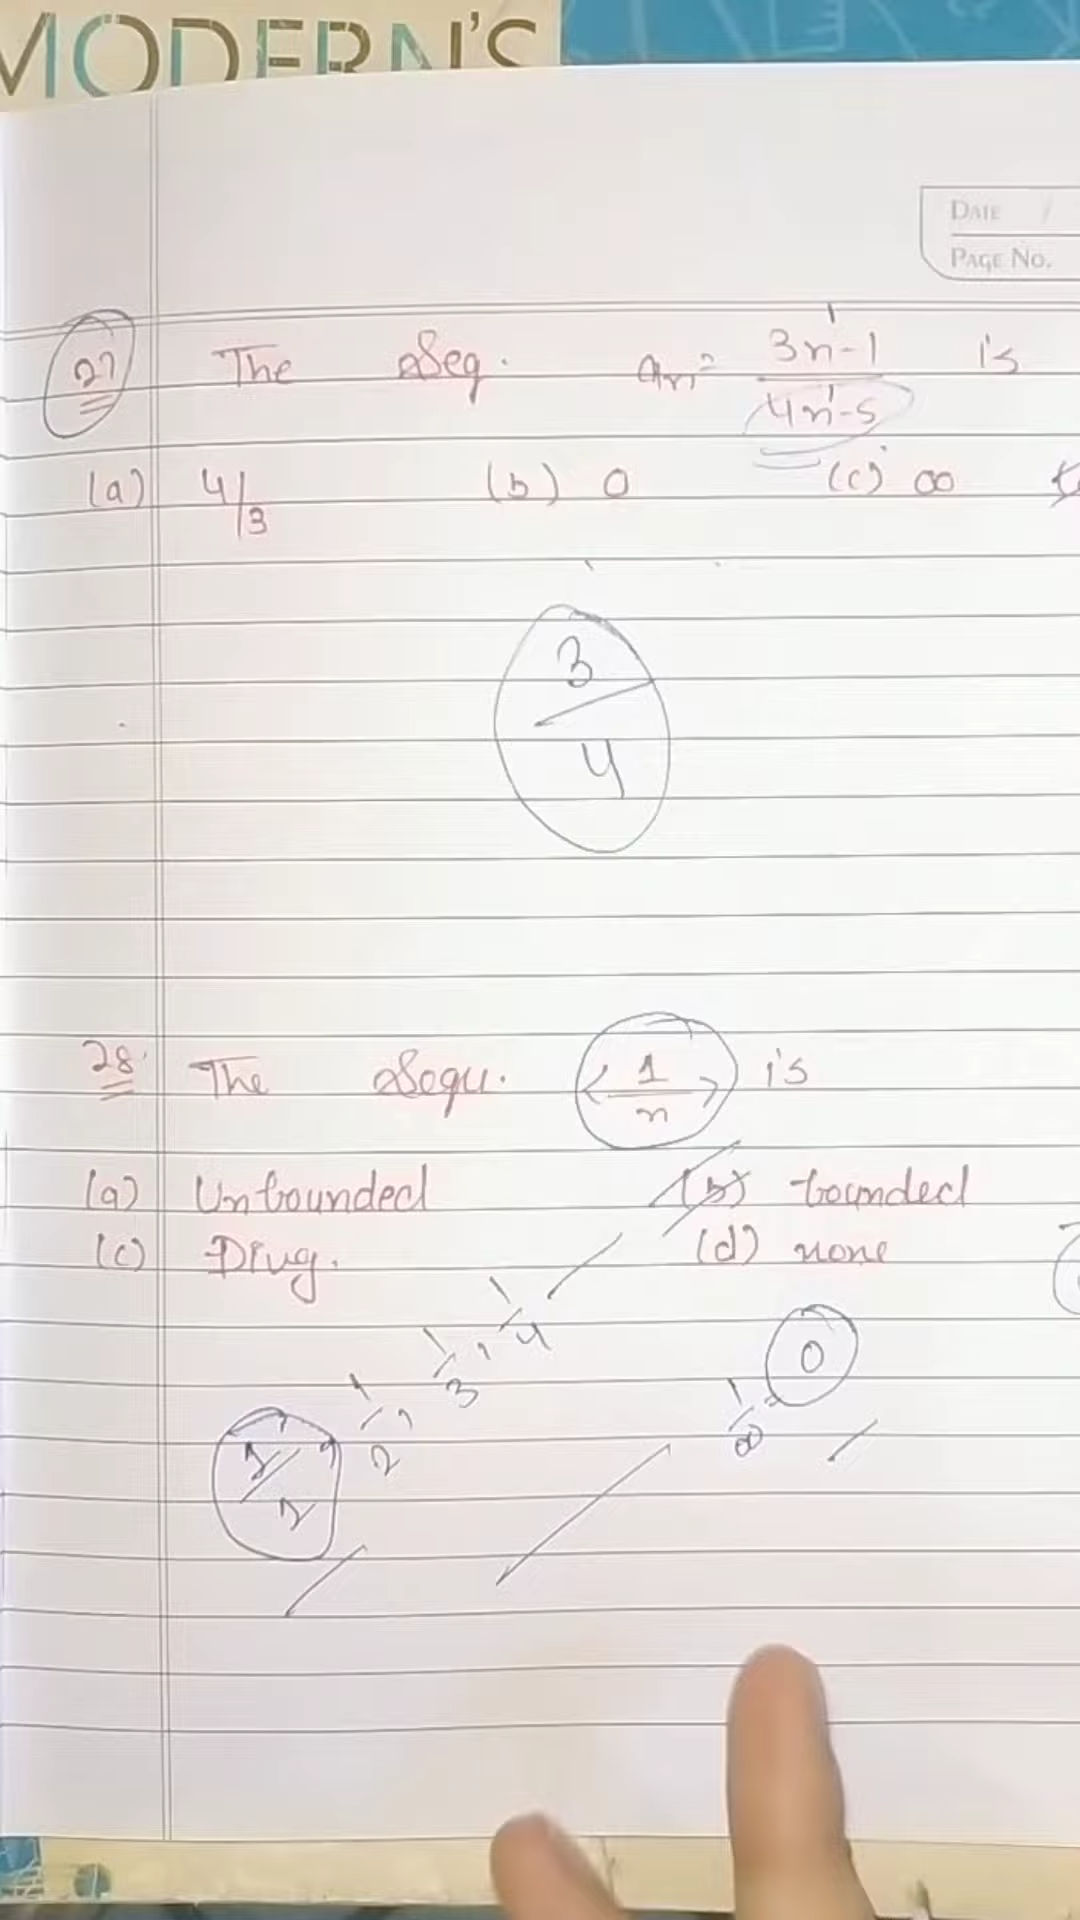 MODERN'S
DATE /
PAGE NO.
27 The Seq. an = 3n-1 / 4n-5 is
(a) 4/3 (b) 0 (c) ∞
3/4
28. The Sequ. <1/n> is
(a) Unbounded (b) bounded
(c) Divg. (d) none
1/1, 1/2, 1/3, 1/4 1/∞ = 0